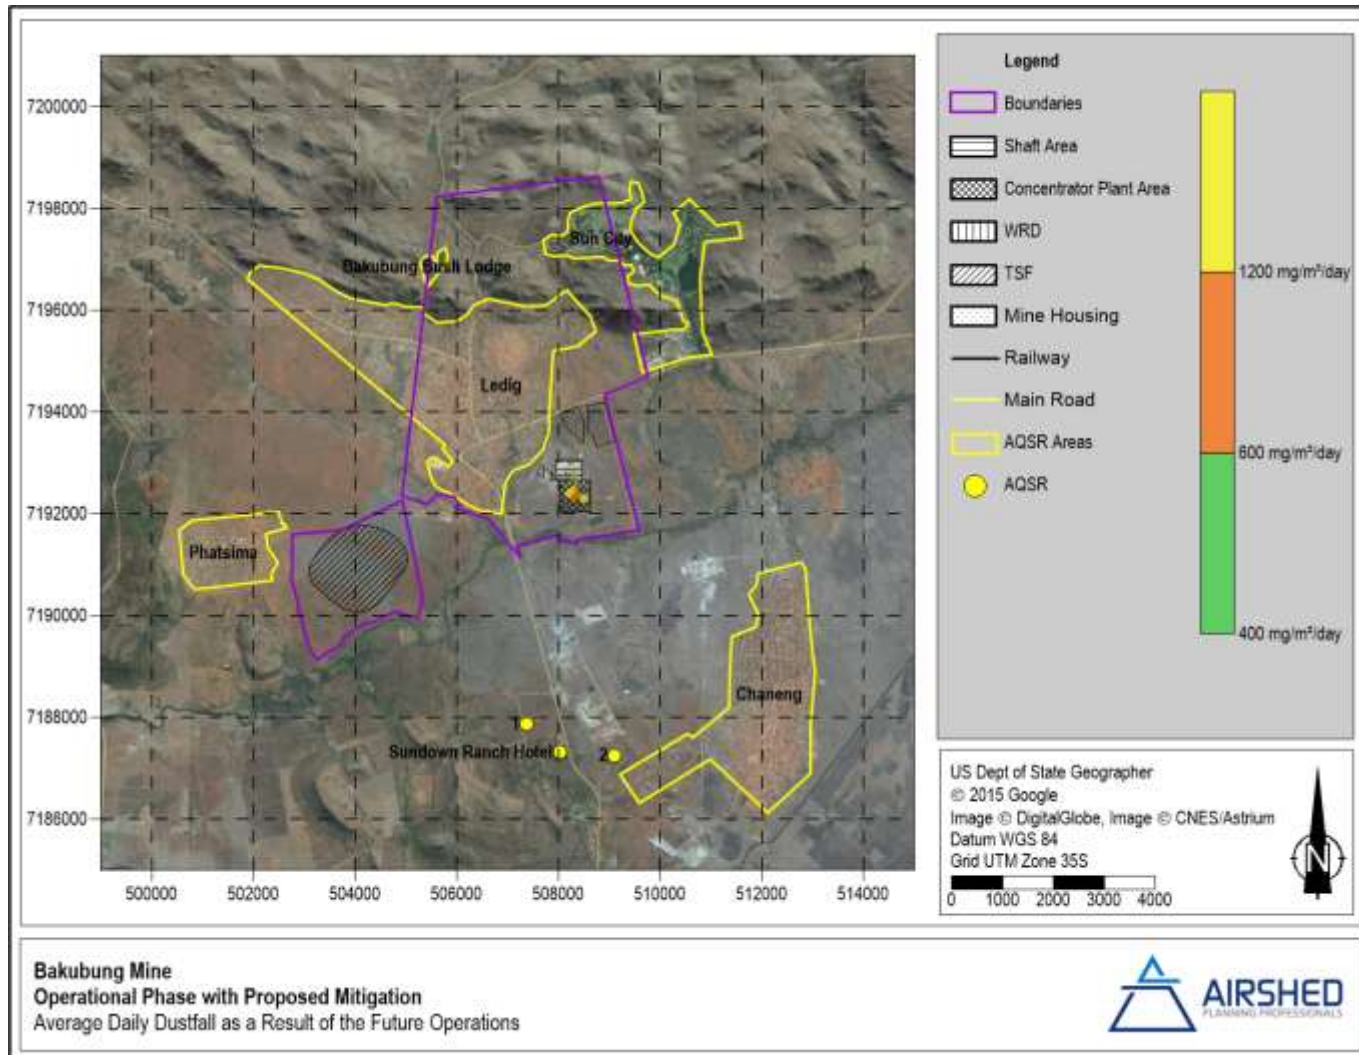 7200000
7198000
7196000
7194000
7192000
7190000
7188000
7186000
500000 502000 504000 506000 508000 510000 512000 514000
Sun City
Bakubung Bush Lodge
Ledig
Phatsima
Chaneng
1
Sundown Ranch Hotel
2
Legend
Boundaries
Shaft Area
Concentrator Plant Area
WRD
TSF
Mine Housing
Railway
Main Road
AQSR Areas
AQSR
1200 mg/m²/day
600 mg/m²/day
400 mg/m²/day
US Dept of State Geographer
© 2015 Google
Image © DigitalGlobe, Image © CNES/Astrium
Datum WGS 84
Grid UTM Zone 35S
0 1000 2000 3000 4000
N
Bakubung Mine
Operational Phase with Proposed Mitigation
Average Daily Dustfall as a Result of the Future Operations
AIRSHED
PLANNING PROFESSIONALS